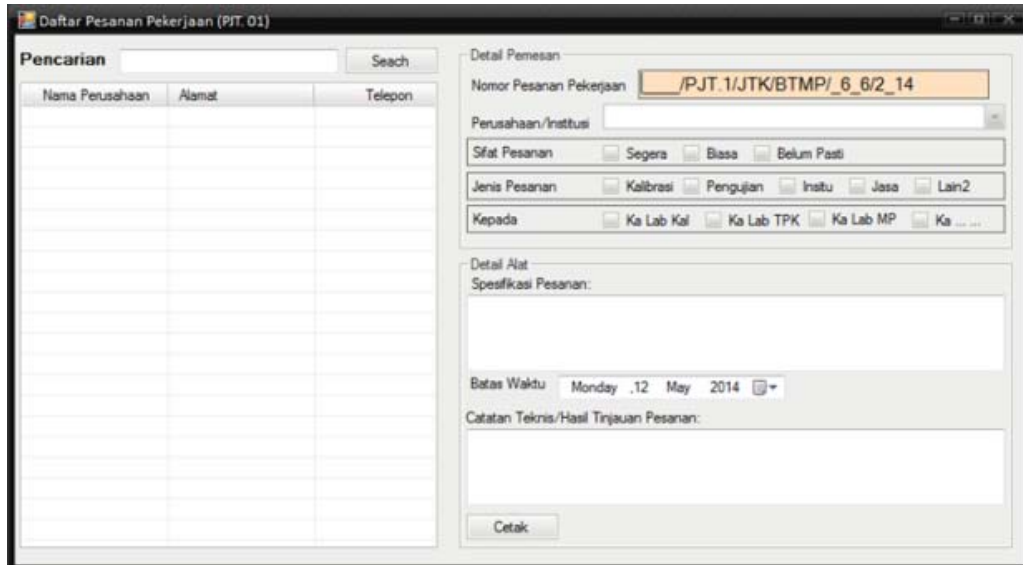 Daftar Pesanan Pekerjaan (PJT. 01)
Pencarian
Seach
Nama Perusahaan Alamat Telepon
Detail Pemesan
Nomor Pesanan Pekerjaan ____/PJT.1/JTK/BTMP/_6_6/2_14
Perusahaan/Institusi
Sifat Pesanan Segera Biasa Belum Pasti
Jenis Pesanan Kalibrasi Pengujian Insitu Jasa Lain2
Kepada Ka Lab Kal Ka Lab TPK Ka Lab MP Ka ... ...
Detail Alat
Spesifikasi Pesanan:
Batas Waktu Monday ,12 May 2014
Catatan Teknis/Hasil Tinjauan Pesanan:
Cetak